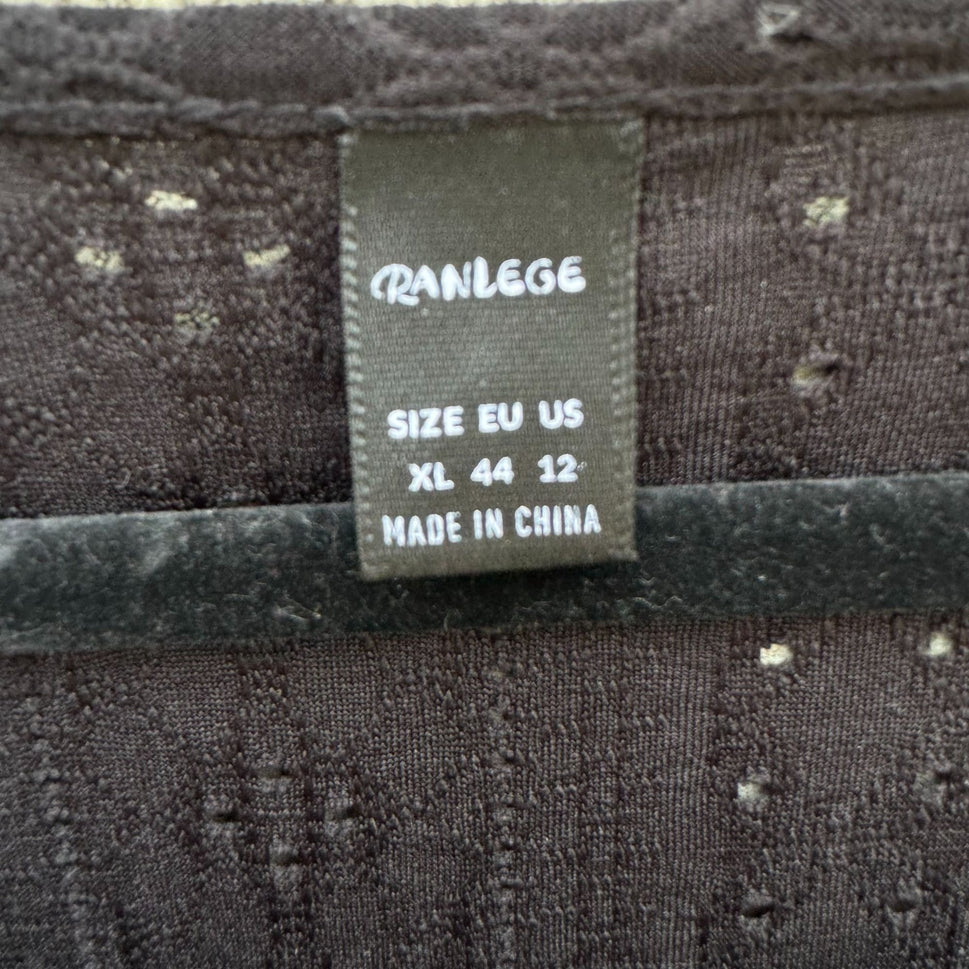 RANLEGE
SIZE EU US
XL 44 12
MADE IN CHINA